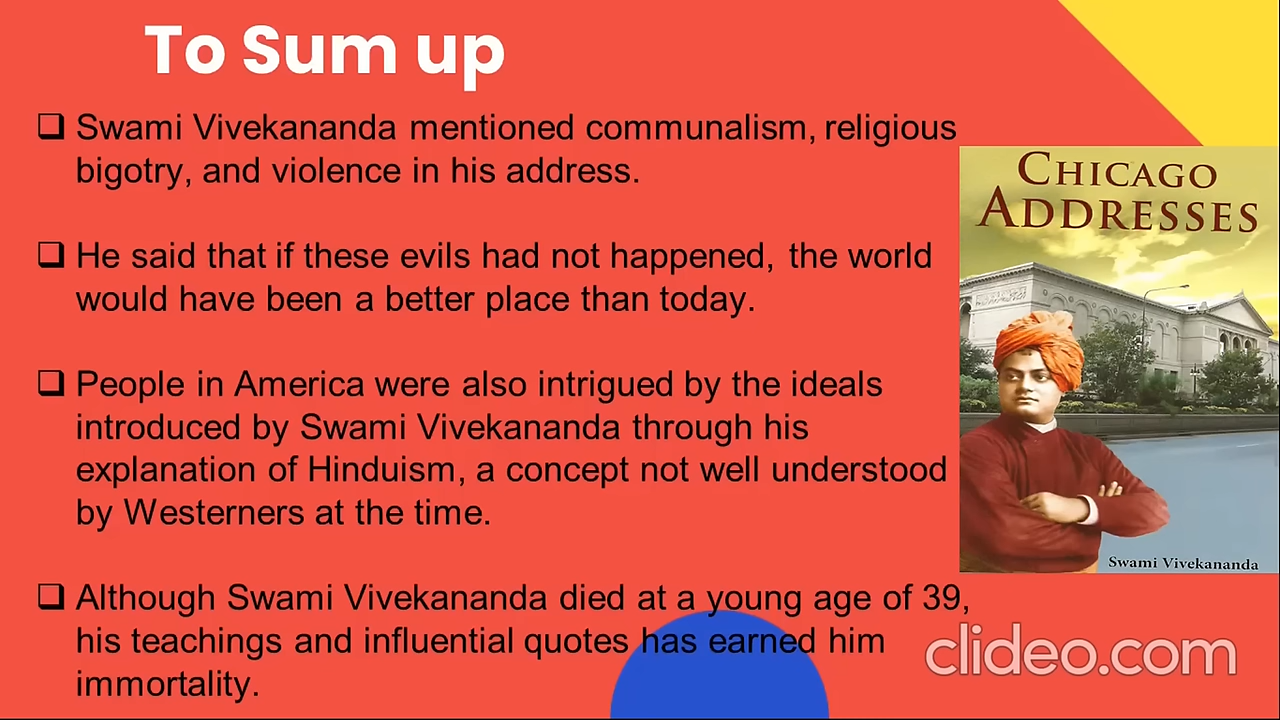 To Sum up
❑ Swami Vivekananda mentioned communalism, religious
bigotry, and violence in his address.
❑ He said that if these evils had not happened, the world
would have been a better place than today.
❑ People in America were also intrigued by the ideals
introduced by Swami Vivekananda through his
explanation of Hinduism, a concept not well understood
by Westerners at the time.
❑ Although Swami Vivekananda died at a young age of 39,
his teachings and influential quotes has earned him
immortality.
CHICAGO
ADDRESSES
Swami Vivekananda
clideo.com